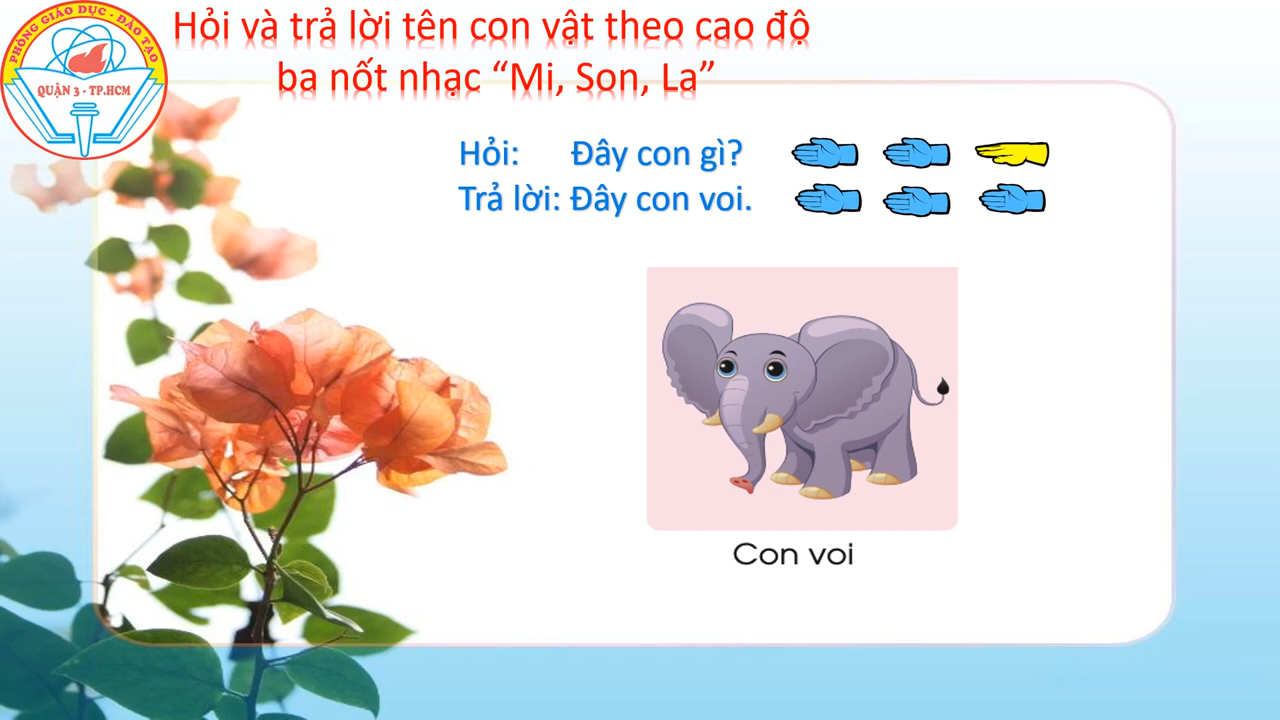 PHÒNG GIÁO DỤC - ĐÀO TẠO
QUẬN 3 - TP.HCM
Hỏi và trả lời tên con vật theo cao độ
ba nốt nhạc “Mi, Son, La”
Hỏi: Đây con gì?
Trả lời: Đây con voi.
Con voi